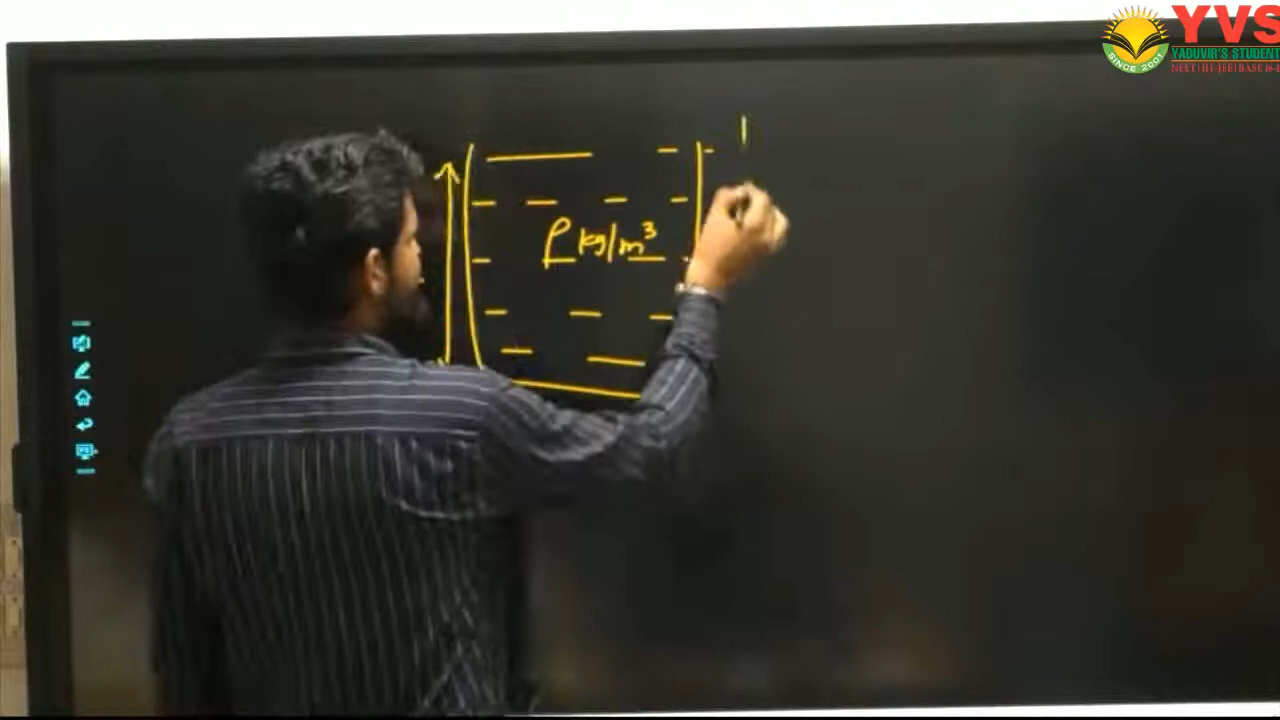 YVS
YADUVIR'S STUDENT
SINCE 2001
ρ kg/m³